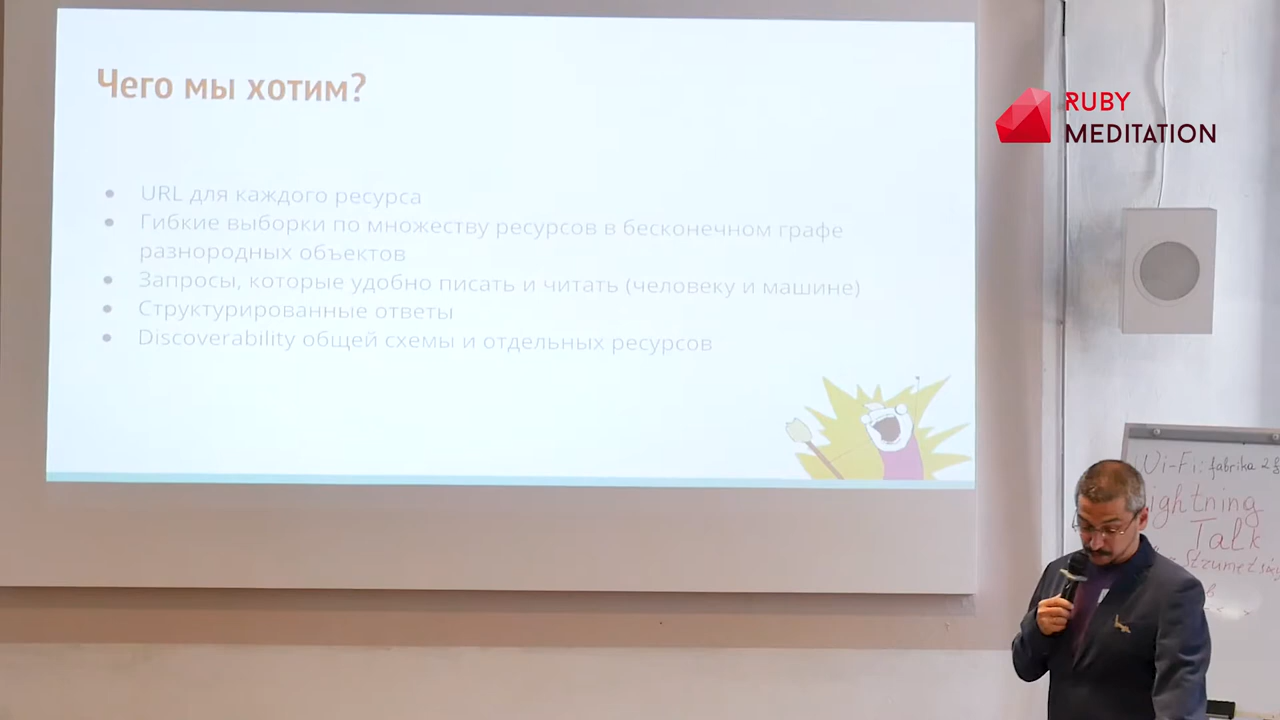 Чего мы хотим?
URL для каждого ресурса
Гибкие выборки по множеству ресурсов в бесконечном графе
разнородных объектов
Запросы, которые удобно писать и читать (человеку и машине)
Структурированные ответы
Discoverability общей схемы и отдельных ресурсов
RUBY
MEDITATION
Wi-Fi: fabrika
ightning
Talk